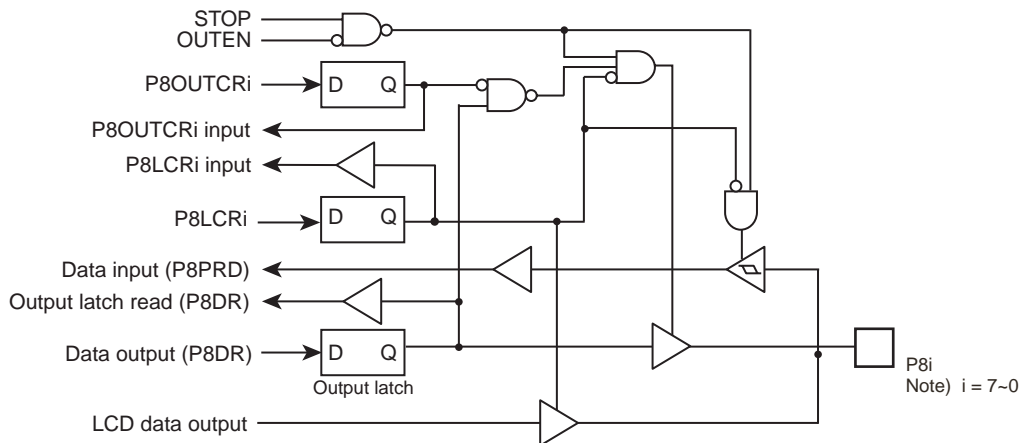 STOP
OUTEN
P8OUTCRi
D Q
P8OUTCRi input
P8LCRi input
P8LCRi
D Q
Data input (P8PRD)
Output latch read (P8DR)
Data output (P8DR)
D Q
Output latch
P8i
Note) i = 7~0
LCD data output